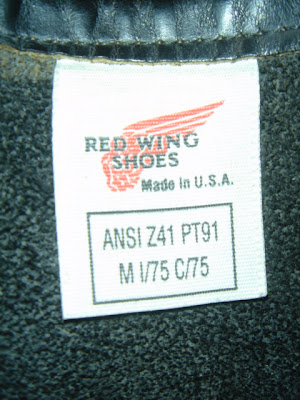 RED WING
SHOES
Made in U.S.A.
ANSI Z41 PT91
M I/75 C/75